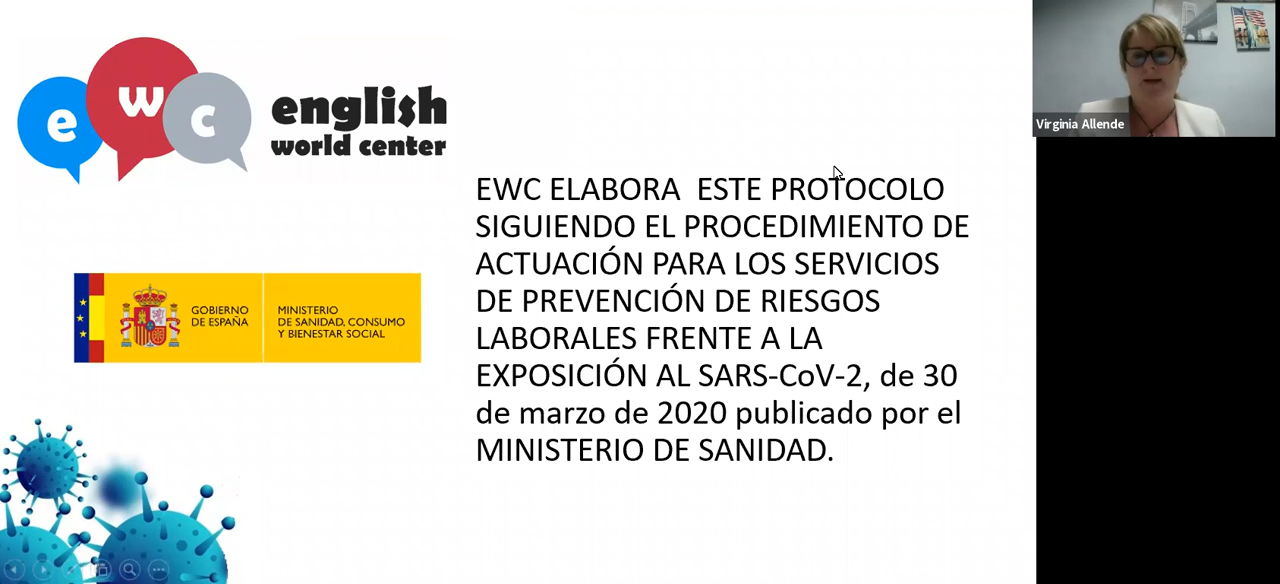 e w c
english
world center
GOBIERNO
DE ESPAÑA
MINISTERIO
DE SANIDAD, CONSUMO
Y BIENESTAR SOCIAL
EWC ELABORA  ESTE PROTOCOLO
SIGUIENDO EL PROCEDIMIENTO DE
ACTUACIÓN PARA LOS SERVICIOS
DE PREVENCIÓN DE RIESGOS
LABORALES FRENTE A LA
EXPOSICIÓN AL SARS-CoV-2, de 30
de marzo de 2020 publicado por el
MINISTERIO DE SANIDAD.
Virginia Allende